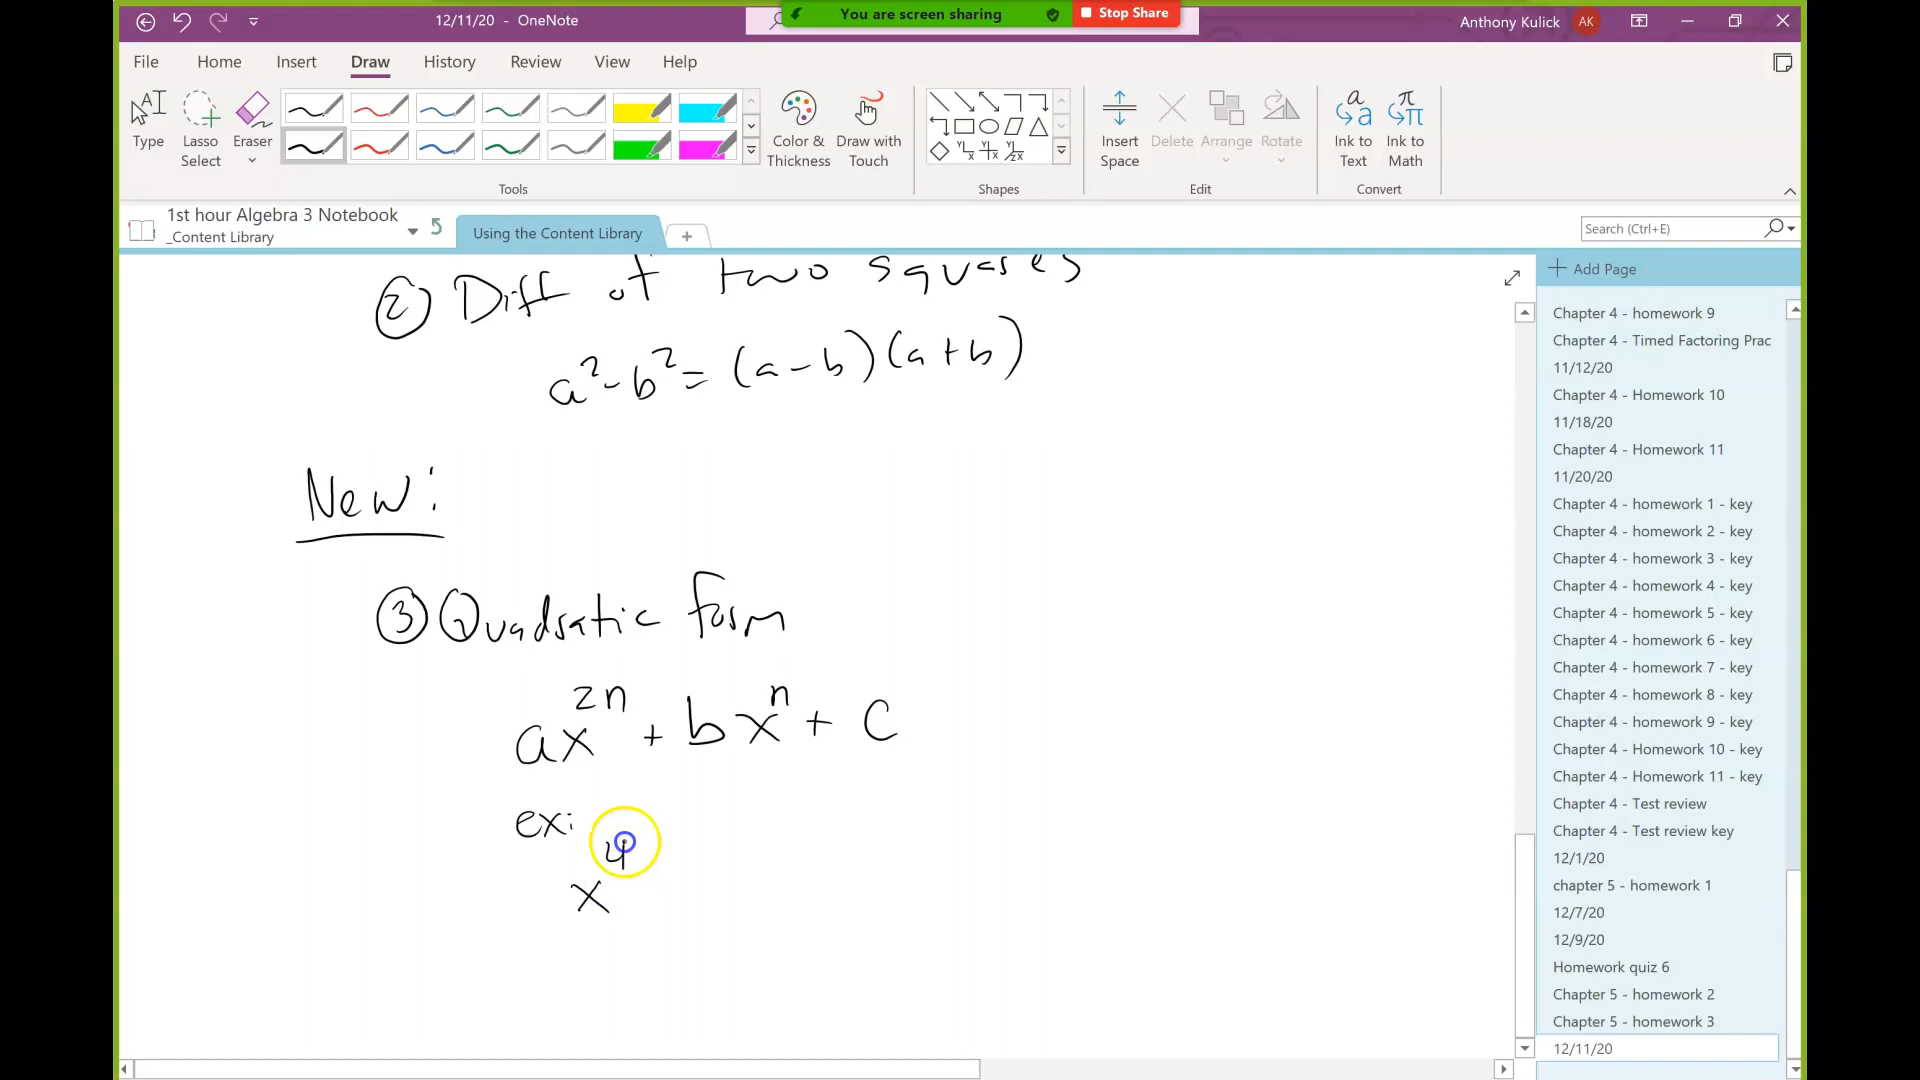 12/11/20 - OneNote
You are screen sharing
Stop Share
Anthony Kulick
AK
File
Home
Insert
Draw
History
Review
View
Help
Type
Lasso Select
Eraser
Color & Thickness
Draw with Touch
Insert Space
Delete
Arrange
Rotate
Ink to Text
Ink to Math
Tools
Shapes
Edit
Convert
1st hour Algebra 3 Notebook
_Content Library
Using the Content Library
Search (Ctrl+E)
② Diff of two squares
a² - b² = (a - b)(a + b)
New:
③ Quadratic form
ax²ⁿ + bxⁿ + c
ex:
x⁴
Add Page
Chapter 4 - homework 9
Chapter 4 - Timed Factoring Prac
11/12/20
Chapter 4 - Homework 10
11/18/20
Chapter 4 - Homework 11
11/20/20
Chapter 4 - homework 1 - key
Chapter 4 - homework 2 - key
Chapter 4 - homework 3 - key
Chapter 4 - homework 4 - key
Chapter 4 - homework 5 - key
Chapter 4 - homework 6 - key
Chapter 4 - homework 7 - key
Chapter 4 - homework 8 - key
Chapter 4 - homework 9 - key
Chapter 4 - Homework 10 - key
Chapter 4 - Homework 11 - key
Chapter 4 - Test review
Chapter 4 - Test review key
12/1/20
chapter 5 - homework 1
12/7/20
12/9/20
Homework quiz 6
Chapter 5 - homework 2
Chapter 5 - homework 3
12/11/20